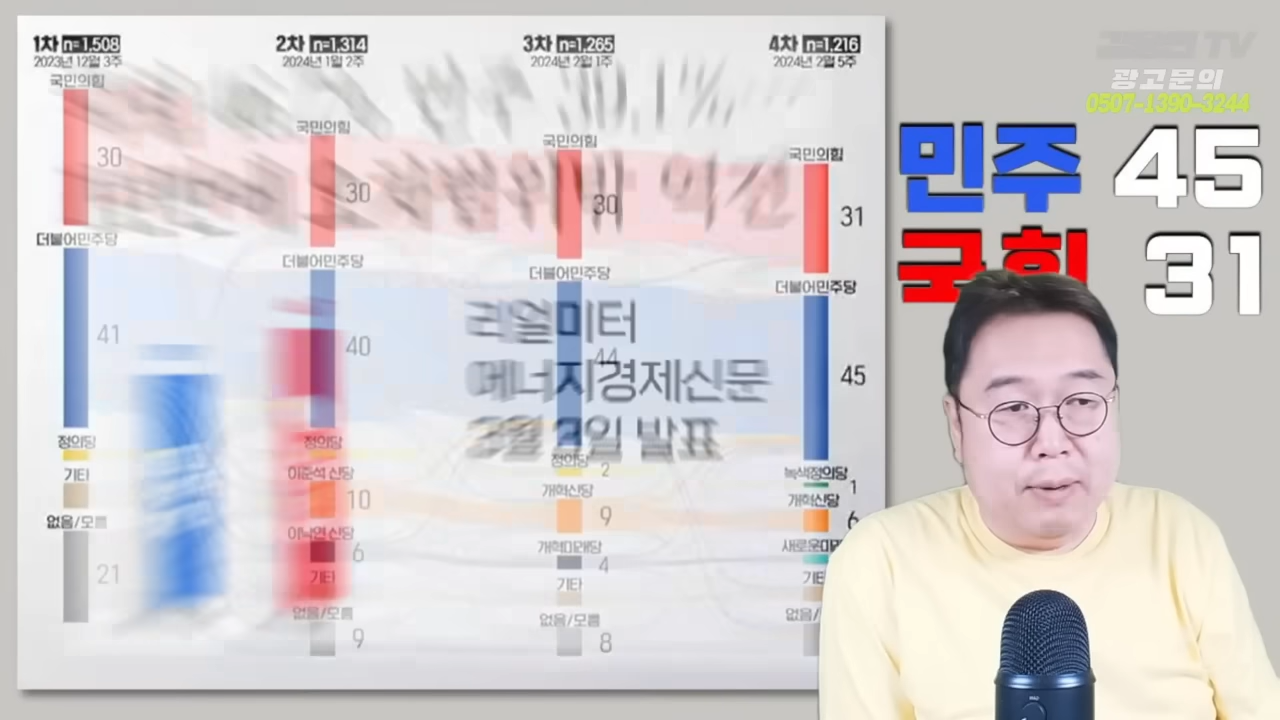 1차 n=1,508
2023년 12월 3주
2차 n=1,314
2024년 1월 2주
3차 n=1,265
2024년 2월 1주
4차 n=1,216
2024년 2월 5주
국민의힘
30
더불어민주당
41
정의당
기타
없음/모름
21
국민의힘
30
더불어민주당
40
정의당
이준석 신당
10
이낙연 신당
6
기타
없음/모름
9
국민의힘
30
더불어민주당
44
정의당
2
개혁신당
9
개혁미래당
4
기타
없음/모름
8
국민의힘
31
더불어민주당
45
녹색정의당
1
개혁신당
6
리얼미터
에너지경제신문
발표
TV
광고문의
0507-1390-3244
민주 45
국힘 31